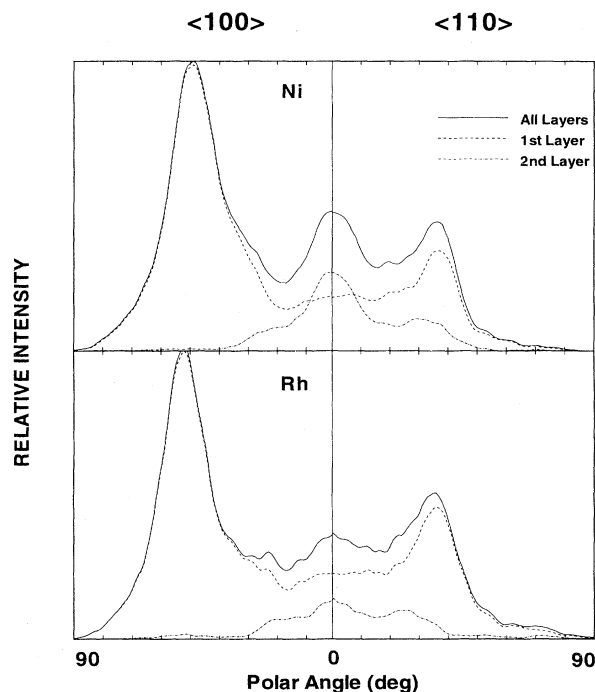 <100> <110>
Ni
All Layers
1st Layer
2nd Layer
RELATIVE INTENSITY
Rh
90 0 90
Polar Angle (deg)